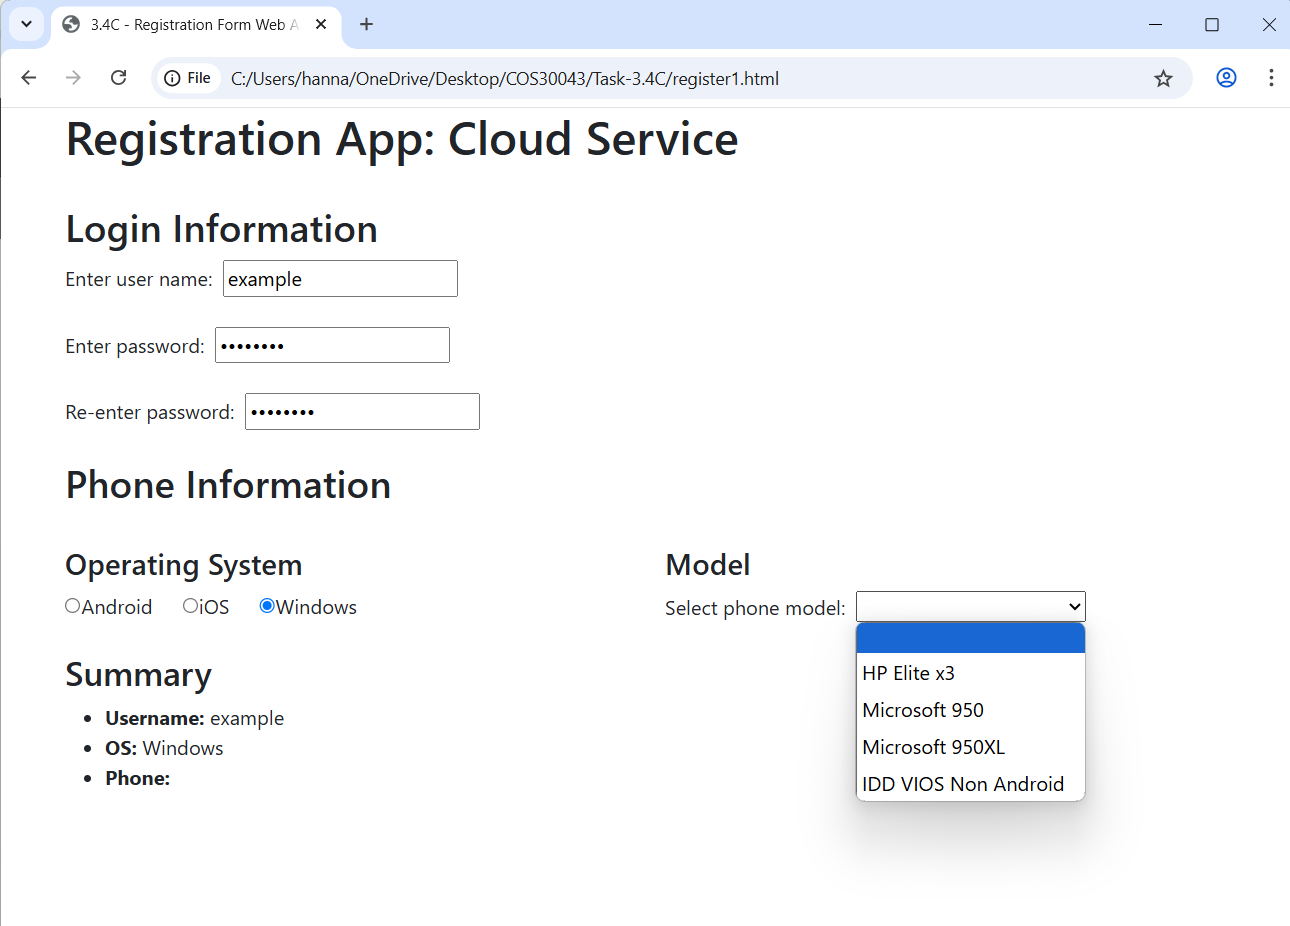 3.4C - Registration Form Web A
File
C:/Users/hanna/OneDrive/Desktop/COS30043/Task-3.4C/register1.html
Registration App: Cloud Service
Login Information
Enter user name: example
Enter password: ••••••••
Re-enter password: ••••••••
Phone Information
Operating System
Android iOS Windows
Model
Select phone model:
HP Elite x3
Microsoft 950
Microsoft 950XL
IDD VIOS Non Android
Summary
• Username: example
• OS: Windows
• Phone: